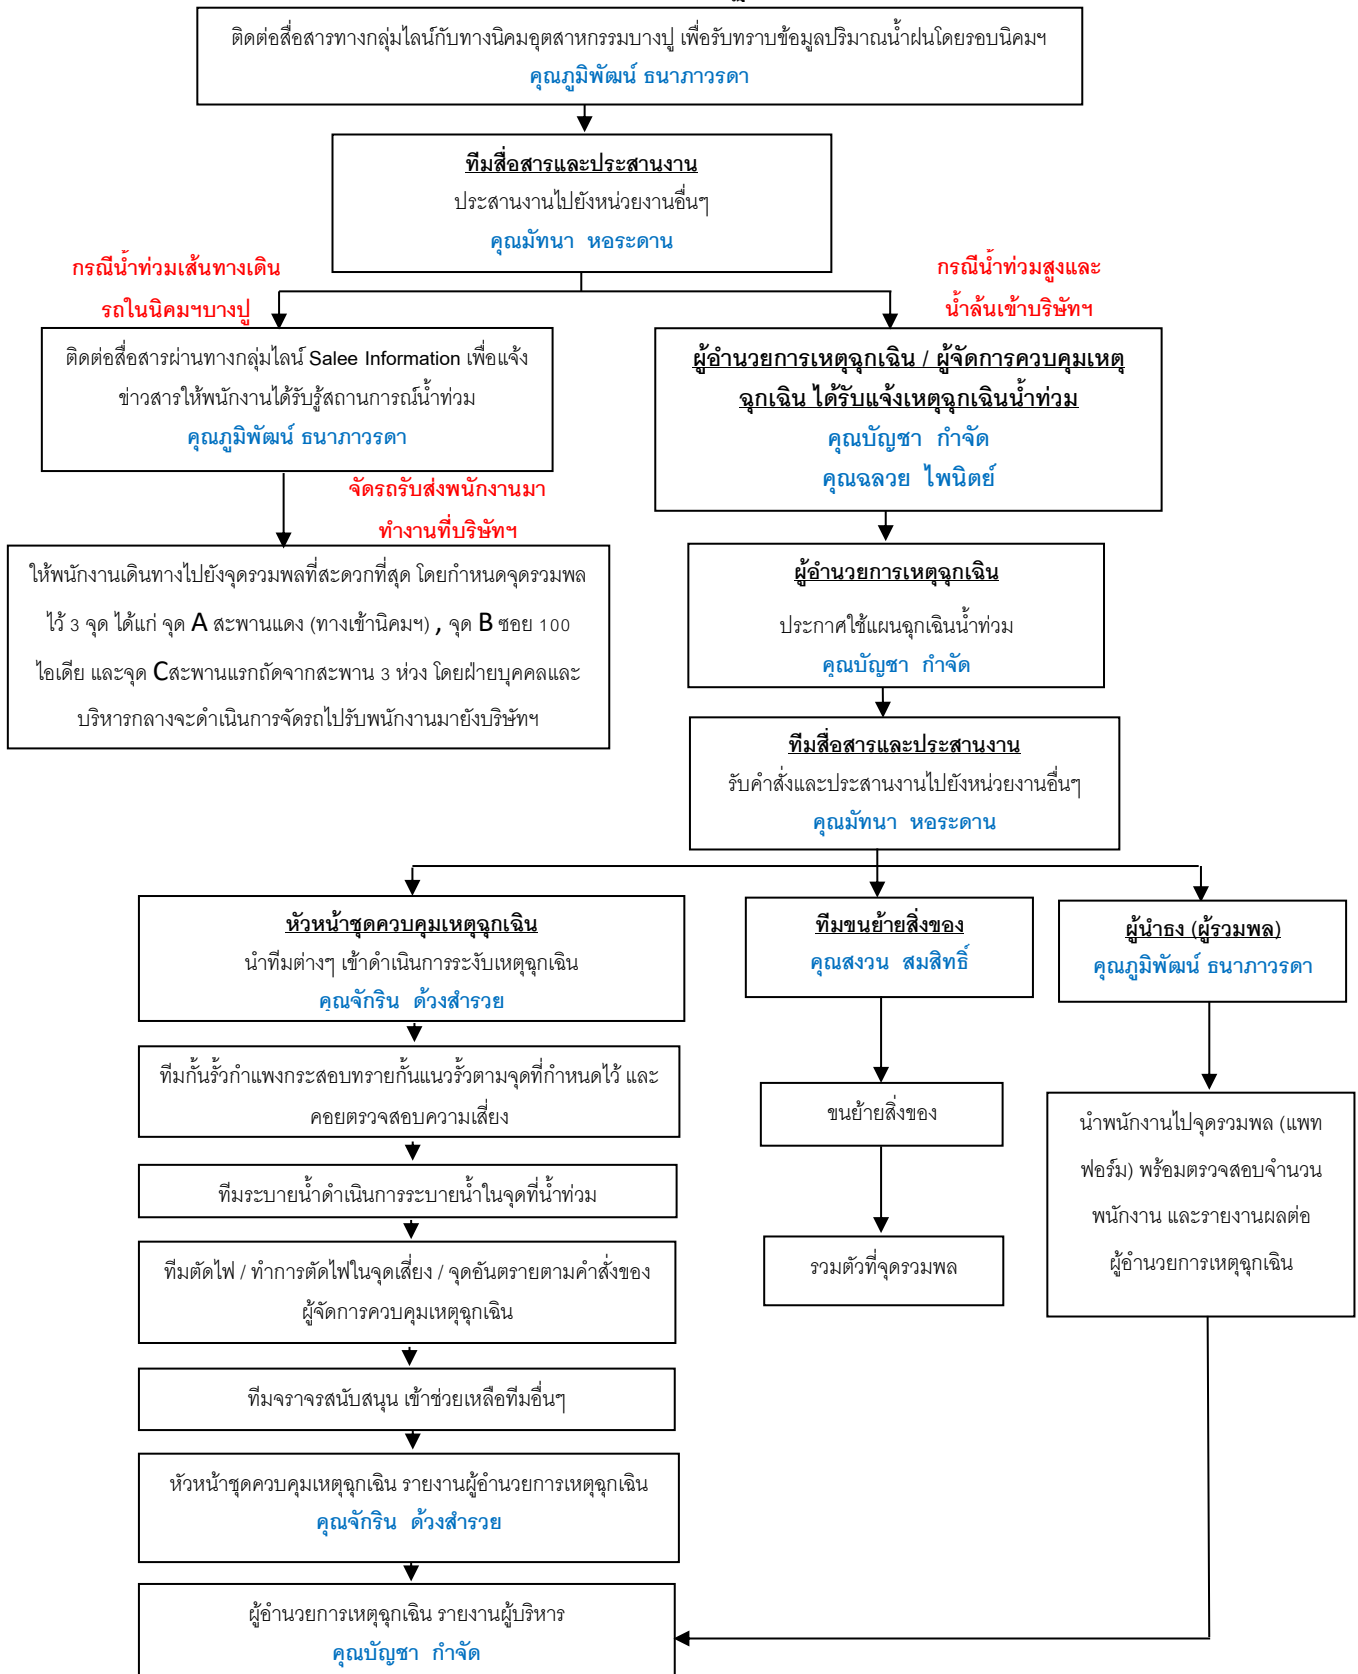 ติดต่อสื่อสารทางกลุ่มไลน์กับทางนิคมอุตสาหกรรมบางปู เพื่อรับทราบข้อมูลปริมาณน้ำฝนโดยรอบนิคมฯ
คุณภูมิพัฒน์ ธนาภาวรดา
ทีมสื่อสารและประสานงาน
ประสานงานไปยังหน่วยงานอื่นๆ
คุณมัทนา หอระดาน
กรณีน้ำท่วมเส้นทางเดิน
รถในนิคมฯบางปู
กรณีน้ำท่วมสูงและ
น้ำล้นเข้าบริษัทฯ
ติดต่อสื่อสารผ่านทางกลุ่มไลน์ Salee Information เพื่อแจ้ง
ข่าวสารให้พนักงานได้รับรู้สถานการณ์น้ำท่วม
คุณภูมิพัฒน์ ธนาภาวรดา
ผู้อำนวยการเหตุฉุกเฉิน / ผู้จัดการควบคุมเหตุ
ฉุกเฉิน ได้รับแจ้งเหตุฉุกเฉินน้ำท่วม
คุณบัญชา กำจัด
คุณฉลวย ไพนิตย์
จัดรถรับส่งพนักงานมา
ทำงานที่บริษัทฯ
ให้พนักงานเดินทางไปยังจุดรวมพลที่สะดวกที่สุด โดยกำหนดจุดรวมพล
ไว้ 3 จุด ได้แก่ จุด A สะพานแดง (ทางเข้านิคมฯ) , จุด B ซอย 100
ไอเดีย และจุด Cสะพานแรกถัดจากสะพาน 3 ห่วง โดยฝ่ายบุคคลและ
บริหารกลางจะดำเนินการจัดรถไปรับพนักงานมายังบริษัทฯ
ผู้อำนวยการเหตุฉุกเฉิน
ประกาศใช้แผนฉุกเฉินน้ำท่วม
คุณบัญชา กำจัด
ทีมสื่อสารและประสานงาน
รับคำสั่งและประสานงานไปยังหน่วยงานอื่นๆ
คุณมัทนา หอระดาน
หัวหน้าชุดควบคุมเหตุฉุกเฉิน
นำทีมต่างๆ เข้าดำเนินการระงับเหตุฉุกเฉิน
คุณจักริน ด้วงสำรวย
ทีมขนย้ายสิ่งของ
คุณสงวน สมสิทธิ์
ผู้นำธง (ผู้รวมพล)
คุณภูมิพัฒน์ ธนาภาวรดา
ทีมกั้นรั้วกำแพงกระสอบทรายกั้นแนวรั้วตามจุดที่กำหนดไว้ และ
คอยตรวจสอบความเสี่ยง
ขนย้ายสิ่งของ
นำพนักงานไปจุดรวมพล (แพท
ฟอร์ม) พร้อมตรวจสอบจำนวน
พนักงาน และรายงานผลต่อ
ผู้อำนวยการเหตุฉุกเฉิน
ทีมระบายน้ำดำเนินการระบายน้ำในจุดที่น้ำท่วม
รวมตัวที่จุดรวมพล
ทีมตัดไฟ / ทำการตัดไฟในจุดเสี่ยง / จุดอันตรายตามคำสั่งของ
ผู้จัดการควบคุมเหตุฉุกเฉิน
ทีมจราจรสนับสนุน เข้าช่วยเหลือทีมอื่นๆ
หัวหน้าชุดควบคุมเหตุฉุกเฉิน รายงานผู้อำนวยการเหตุฉุกเฉิน
คุณจักริน ด้วงสำรวย
ผู้อำนวยการเหตุฉุกเฉิน รายงานผู้บริหาร
คุณบัญชา กำจัด